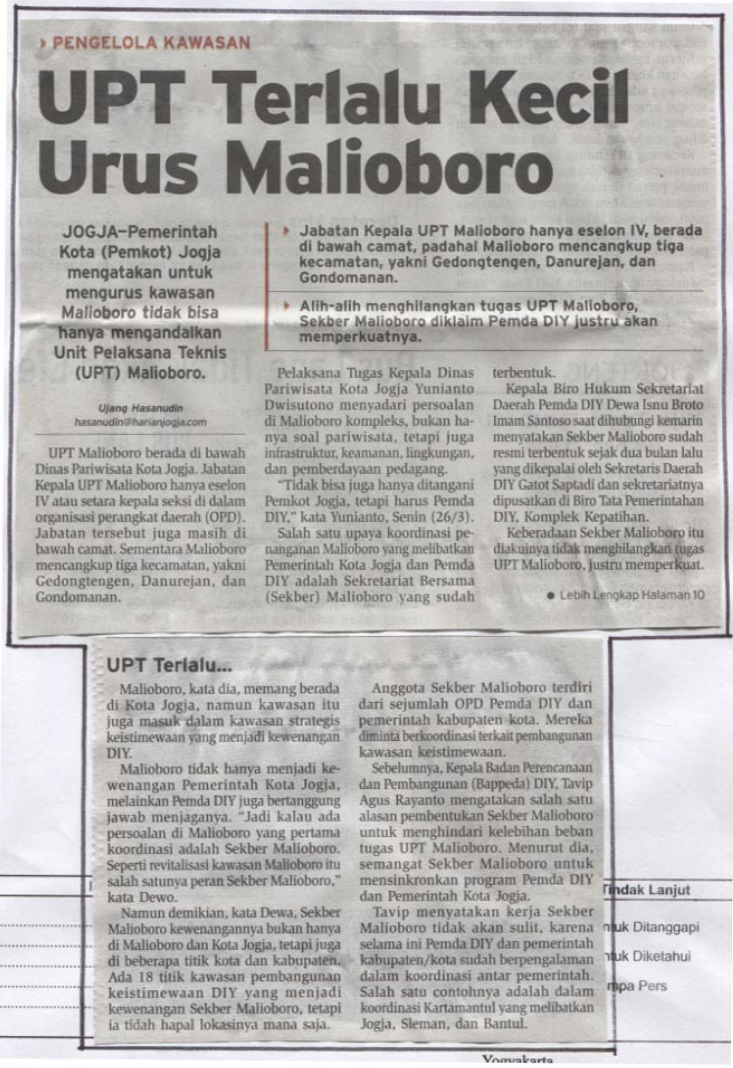 PENGELOLA KAWASAN
UPT Terlalu Kecil
Urus Malioboro
JOGJA–Pemerintah
Kota (Pemkot) Jogja
mengatakan untuk
mengurus kawasan
Malioboro tidak bisa
hanya mengandalkan
Unit Pelaksana Teknis
(UPT) Malioboro.
Ujang Hasanudin
hasanudin@harianjogja.com
Jabatan Kepala UPT Malioboro hanya eselon IV, berada
di bawah camat, padahal Malioboro mencangkup tiga
kecamatan, yakni Gedongtengen, Danurejan, dan
Gondomanan.
Alih-alih menghilangkan tugas UPT Malioboro,
Sekber Malioboro diklaim Pemda DIY justru akan
memperkuatnya.
UPT Malioboro berada di bawah
Dinas Pariwisata Kota Jogja. Jabatan
Kepala UPT Malioboro hanya eselon
IV atau setara kepala seksi di dalam
organisasi perangkat daerah (OPD).
Jabatan tersebut juga masih di
bawah camat. Sementara Malioboro
mencangkup tiga kecamatan, yakni
Gedongtengen, Danurejan, dan
Gondomanan.
Pelaksana Tugas Kepala Dinas
Pariwisata Kota Jogja Yunianto
Dwisutono menyadari persoalan
di Malioboro kompleks, bukan ha-
nya soal pariwisata, tetapi juga
infrastruktur, keamanan, lingkungan,
dan pemberdayaan pedagang.
“Tidak bisa juga hanya ditangani
Pemkot Jogja, tetapi harus Pemda
DIY,” kata Yunianto, Senin (26/3).
Salah satu upaya koordinasi pe-
nanganan Malioboro yang melibatkan
Pemerintah Kota Jogja dan Pemda
DIY adalah Sekretariat Bersama
(Sekber) Malioboro yang sudah
terbentuk.
Kepala Biro Hukum Sekretariat
Daerah Pemda DIY Dewa Isnu Broto
Imam Santoso saat dihubungi kemarin
menyatakan Sekber Malioboro sudah
resmi terbentuk sejak dua bulan lalu
yang dikepalai oleh Sekretaris Daerah
DIY Gatot Saptadi dan sekretariatnya
dipusatkan di Biro Tata Pemerintahan
DIY, Komplek Kepatihan.
Keberadaan Sekber Malioboro itu
diakuinya tidak menghilangkan tugas
UPT Malioboro, justru memperkuat.
● Lebih Lengkap Halaman 10
UPT Terlalu...
Malioboro, kata dia, memang berada
di Kota Jogja, namun kawasan itu
juga masuk dalam kawasan strategis
keistimewaan yang menjadi kewenangan
DIY.
Malioboro tidak hanya menjadi ke-
wenangan Pemerintah Kota Jogja,
melainkan Pemda DIY juga bertanggung
jawab menjaganya. “Jadi kalau ada
persoalan di Malioboro yang pertama
koordinasi adalah Sekber Malioboro.
Seperti revitalisasi kawasan Malioboro itu
salah satunya peran Sekber Malioboro,”
kata Dewo.
Namun demikian, kata Dewa, Sekber
Malioboro kewenangannya bukan hanya
di Malioboro dan Kota Jogja, tetapi juga
di beberapa titik kota dan kabupaten.
Ada 18 titik kawasan pembangunan
keistimewaan DIY yang menjadi
kewenangan Sekber Malioboro, tetapi
ia tidak hapal lokasinya mana saja.
Anggota Sekber Malioboro terdiri
dari sejumlah OPD Pemda DIY dan
pemerintah kabupaten kota. Mereka
diminta berkoordinasi terkait pembangunan
kawasan keistimewaan.
Sebelumnya, Kepala Badan Perencanaan
dan Pembangunan (Bappeda) DIY, Tavip
Agus Rayanto mengatakan salah satu
alasan pembentukan Sekber Malioboro
untuk menghindari kelebihan beban
tugas UPT Malioboro. Menurut dia,
semangat Sekber Malioboro untuk
mensinkronkan program Pemda DIY
dan Pemerintah Kota Jogja.
Tavip menyatakan kerja Sekber
Malioboro tidak akan sulit, karena
selama ini Pemda DIY dan pemerintah
kabupaten/kota sudah berpengalaman
dalam koordinasi antar pemerintah.
Salah satu contohnya adalah dalam
koordinasi Kartamantul yang melibatkan
Jogja, Sleman, dan Bantul.
Tindak Lanjut
ntuk Ditanggapi
ntuk Diketahui
mpa Pers
Yogyakarta